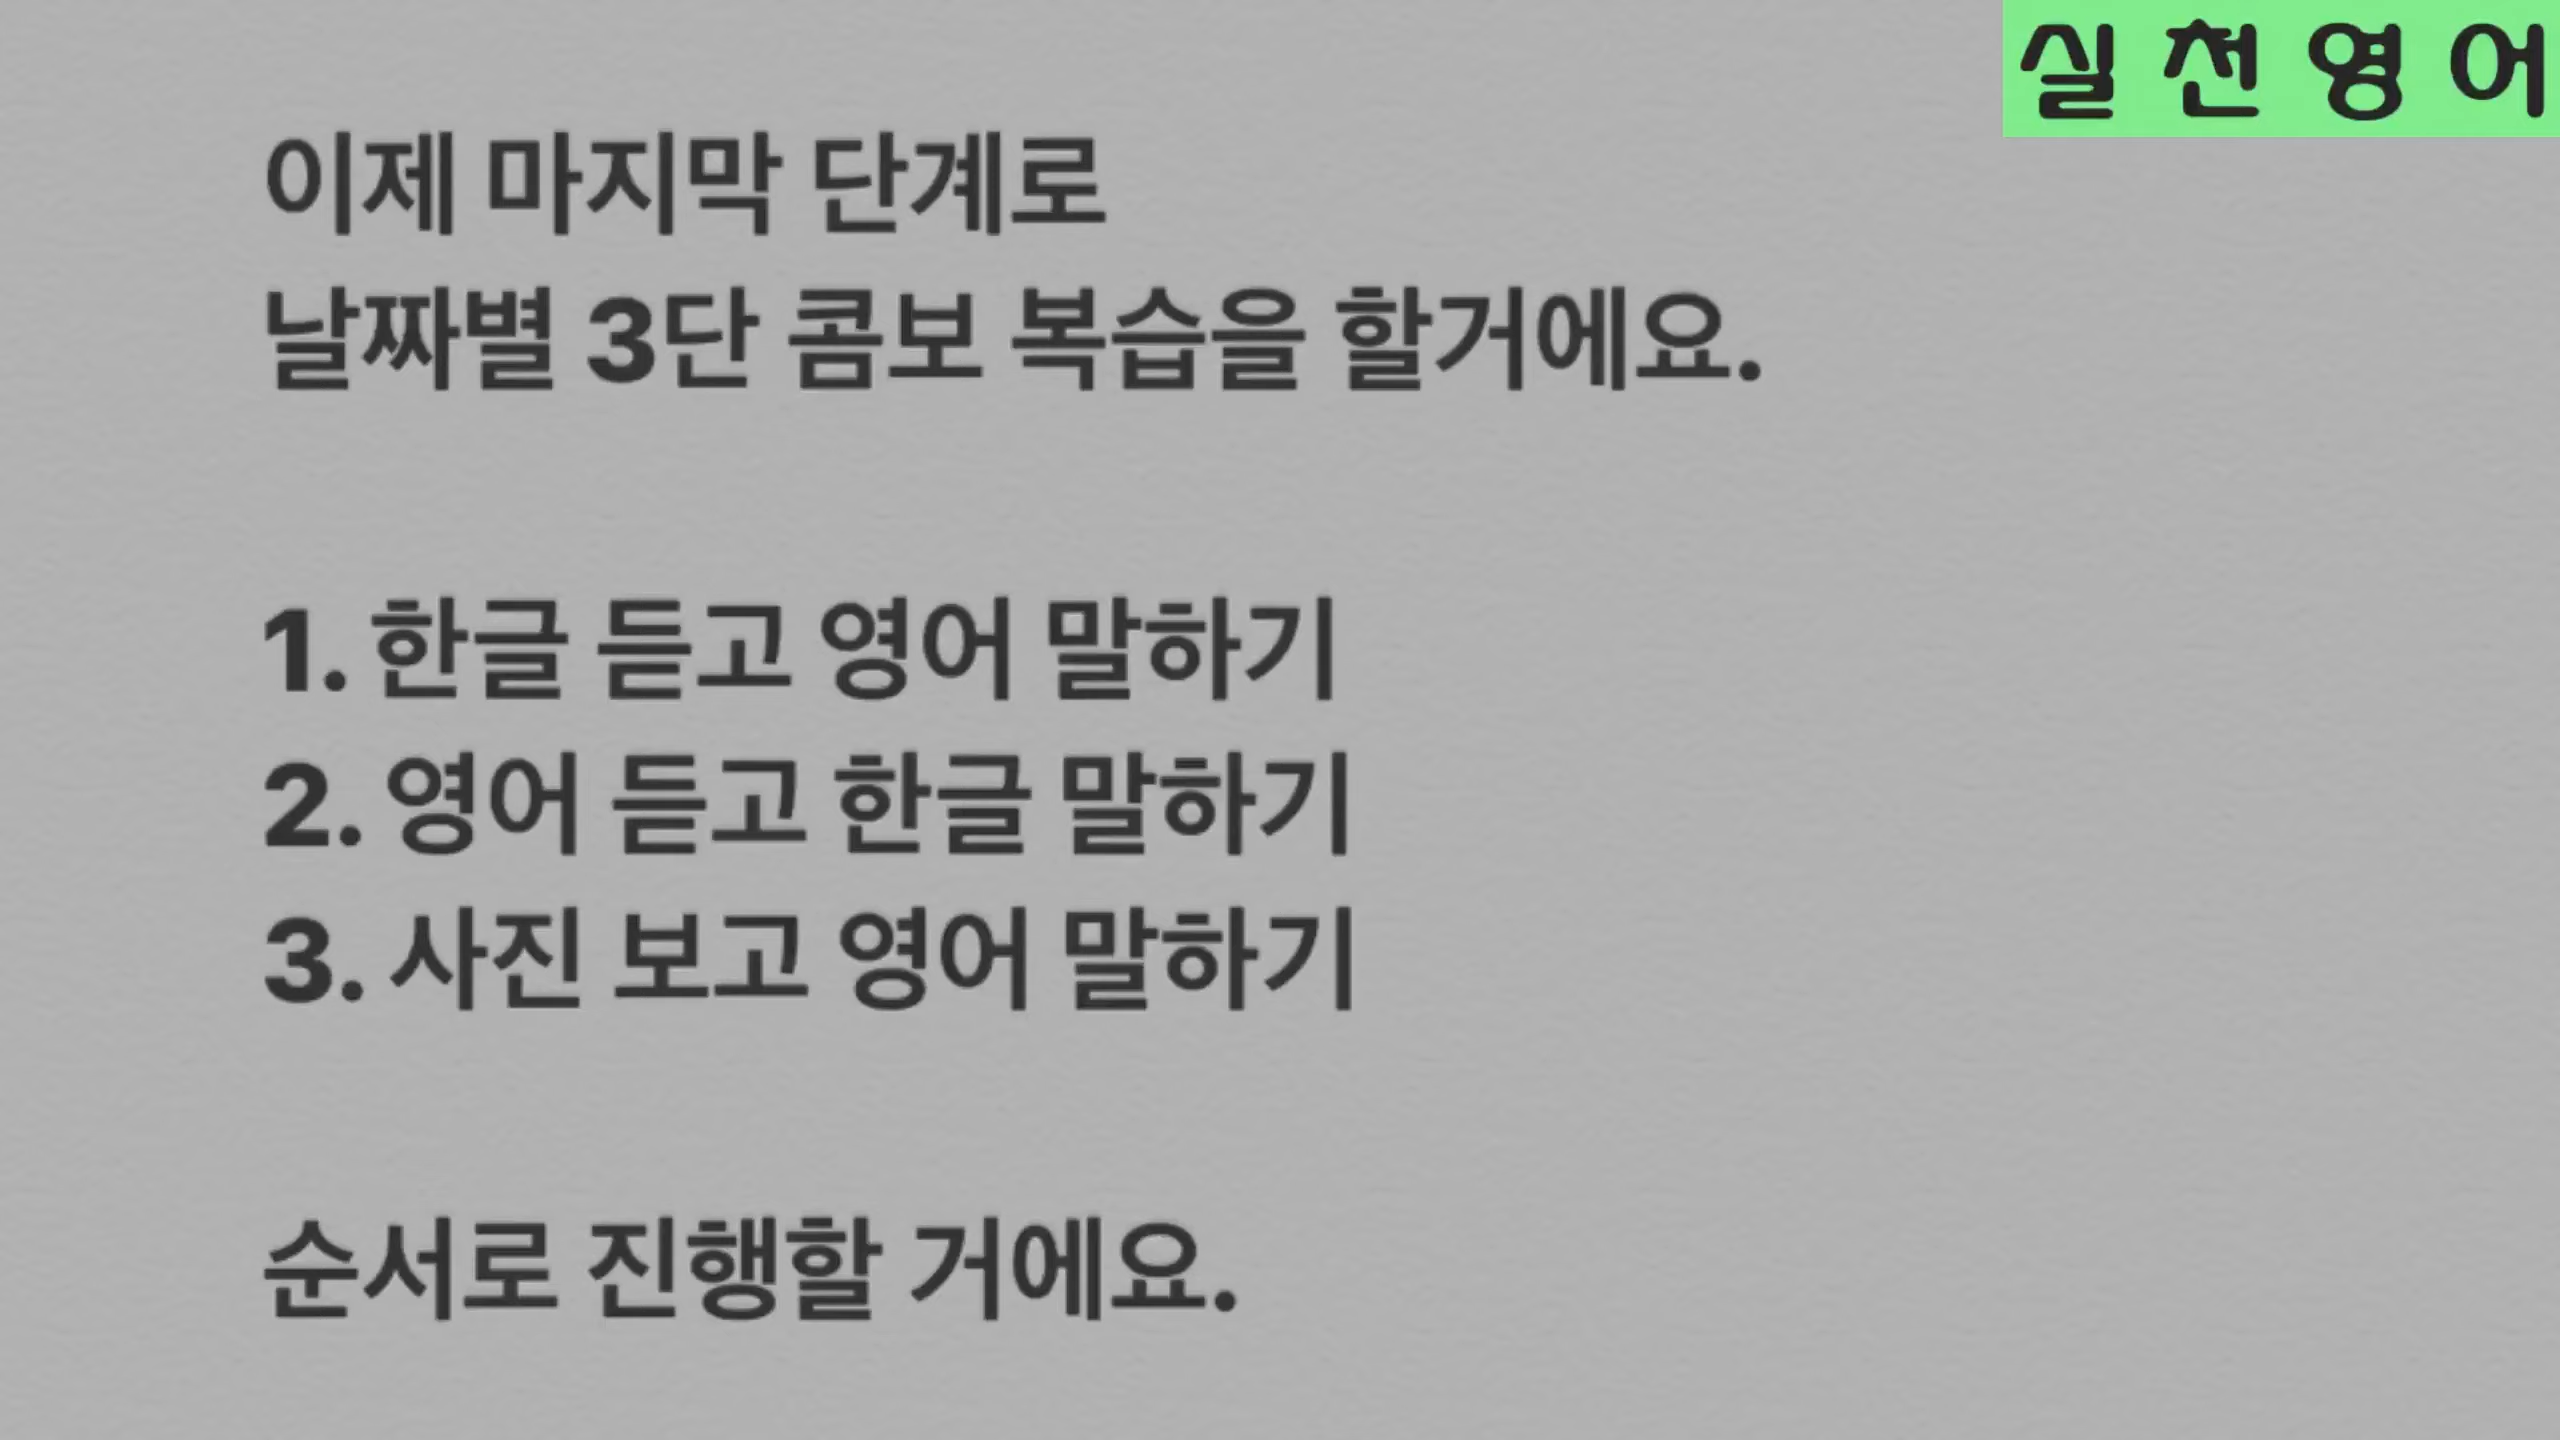 실천영어
이제 마지막 단계로
날짜별 3단 콤보 복습을 할거에요.
1. 한글 듣고 영어 말하기
2. 영어 듣고 한글 말하기
3. 사진 보고 영어 말하기
순서로 진행할 거에요.